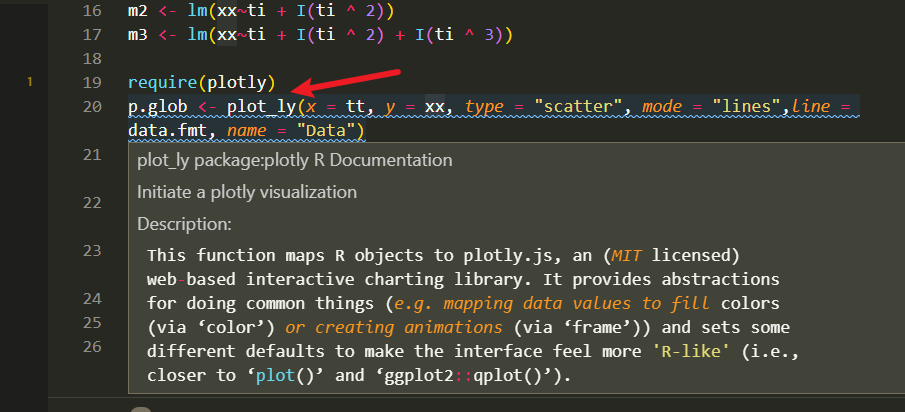 16 m2 <- lm(xx~ti + I(ti ^ 2))
17 m3 <- lm(xx~ti + I(ti ^ 2) + I(ti ^ 3))
18
1 19 require(plotly)
20 p.glob <- plot_ly(x = tt, y = xx, type = "scatter", mode = "lines",line =
data.fmt, name = "Data")
21 plot_ly package:plotly R Documentation
22 Initiate a plotly visualization
Description:
23 This function maps R objects to plotly.js, an (MIT licensed)
web-based interactive charting library. It provides abstractions
24 for doing common things (e.g. mapping data values to fill colors
25 (via ‘color’) or creating animations (via ‘frame’)) and sets some
26 different defaults to make the interface feel more 'R-like' (i.e.,
closer to ‘plot()’ and ‘ggplot2::qplot()’).